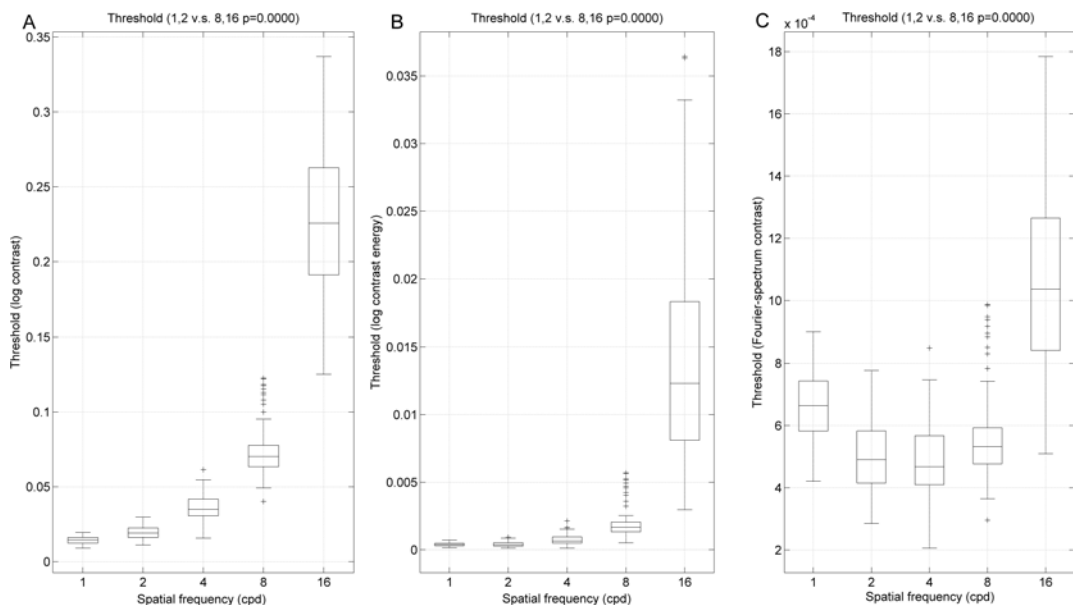 A
Threshold (1,2 v.s. 8,16 p=0.0000)
0.35
0.3
0.25
0.2
0.15
0.1
0.05
0
Threshold (log contrast)
1 2 4 8 16
Spatial frequency (cpd)
B
Threshold (1,2 v.s. 8,16 p=0.0000)
0.035
0.03
0.025
0.02
0.015
0.01
0.005
0
Threshold (log contrast energy)
1 2 4 8 16
Spatial frequency (cpd)
C
Threshold (1,2 v.s. 8,16 p=0.0000)
x 10⁻⁴
18
16
14
12
10
8
6
4
2
Threshold (Fourier-spectrum contrast)
1 2 4 8 16
Spatial frequency (cpd)